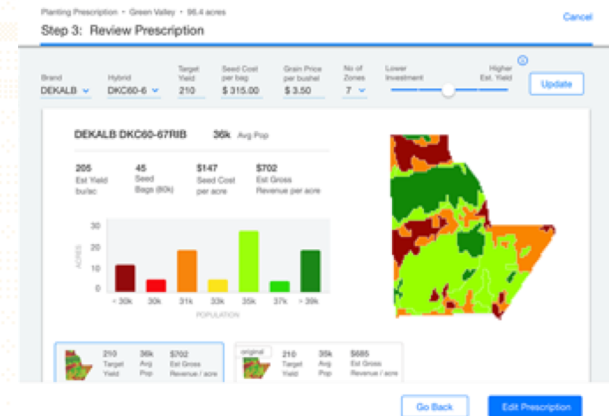 Planting Prescription • Green Valley • 96.4 acres
Cancel
Step 3: Review Prescription
Brand
Hybrid
Target Yield
Seed Cost per bag
Grain Price per bushel
No of Zones
Lower Investment
Higher Est. Yield
DEKALB
DKC60-6
210
$ 315.00
$ 3.50
7
Update
DEKALB DKC60-67RIB 36k Avg Pop
205 45 $147 $702
Est Yield Seed Seed Cost Est Gross
bu/ac Bags (80k) per acre Revenue per acre
30
20
10
0
ACRES
< 30k 30k 31k 33k 35k 37k > 39k
POPULATION
210 36k $702
Target Avg Est Gross
Yield Pop Revenue / acre
original
210 35k $685
Target Avg Est Gross
Yield Pop Revenue / acre
Go Back
Edit Prescription